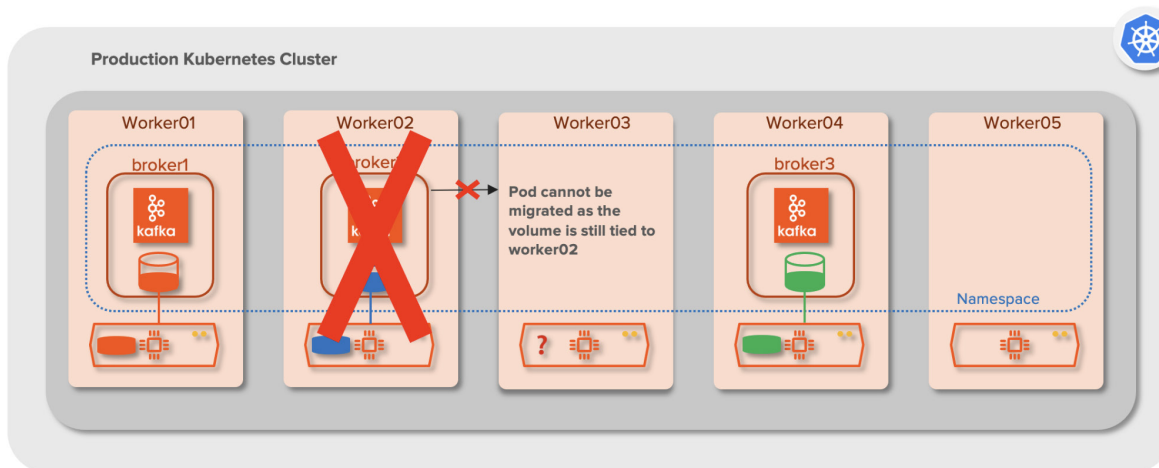 Production Kubernetes Cluster
Worker01
Worker02
Worker03
Worker04
Worker05
broker1
broker3
Pod cannot be
migrated as the
volume is still tied to
worker02
kafka
kafka
Namespace
?